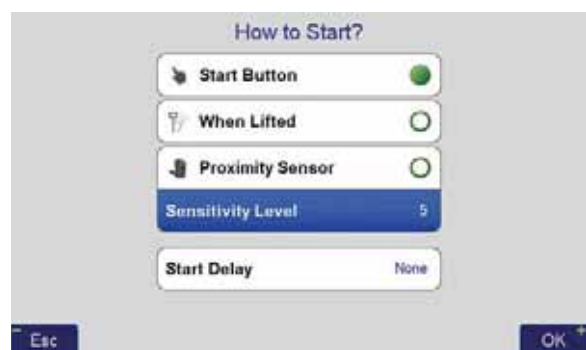 How to Start?
Start Button
When Lifted
Proximity Sensor
Sensitivity Level 5
Start Delay None
- Esc
OK +